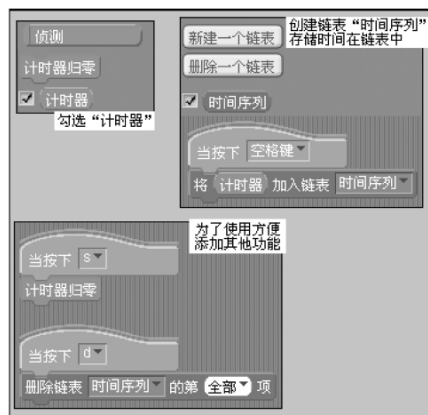 侦测
计时器归零
计时器
勾选“计时器”
新建一个链表
删除一个链表
创建链表“时间序列”
存储时间在链表中
时间序列
当按下 空格键
将 计时器 加入链表 时间序列
为了使用方便
添加其他功能
当按下 s
计时器归零
当按下 d
删除链表 时间序列 的第 全部 项